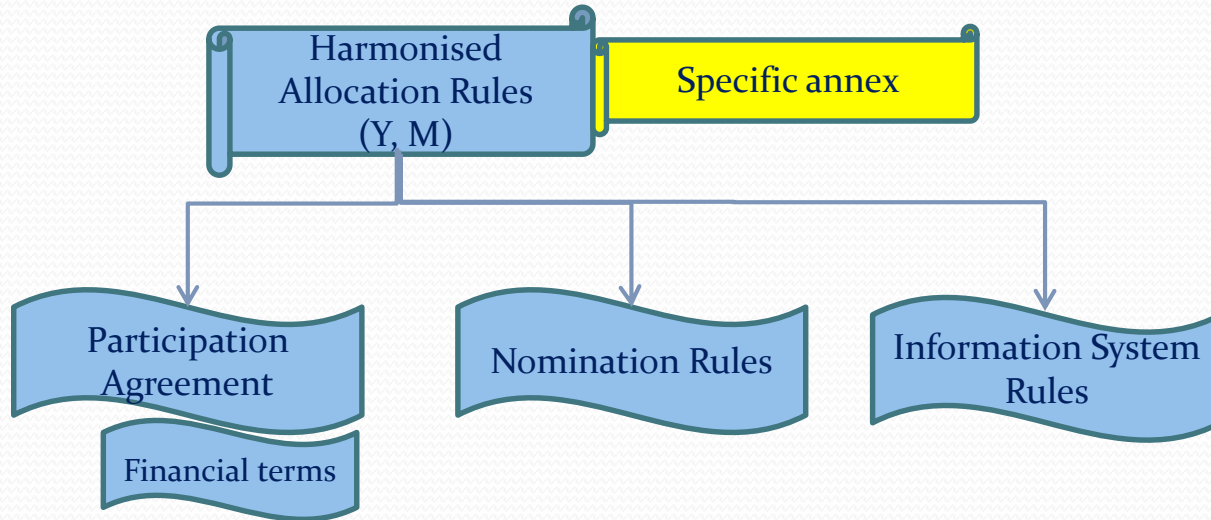 Harmonised
Allocation Rules
(Y, M)
Specific annex
Participation
Agreement
Nomination Rules
Information System
Rules
Financial terms